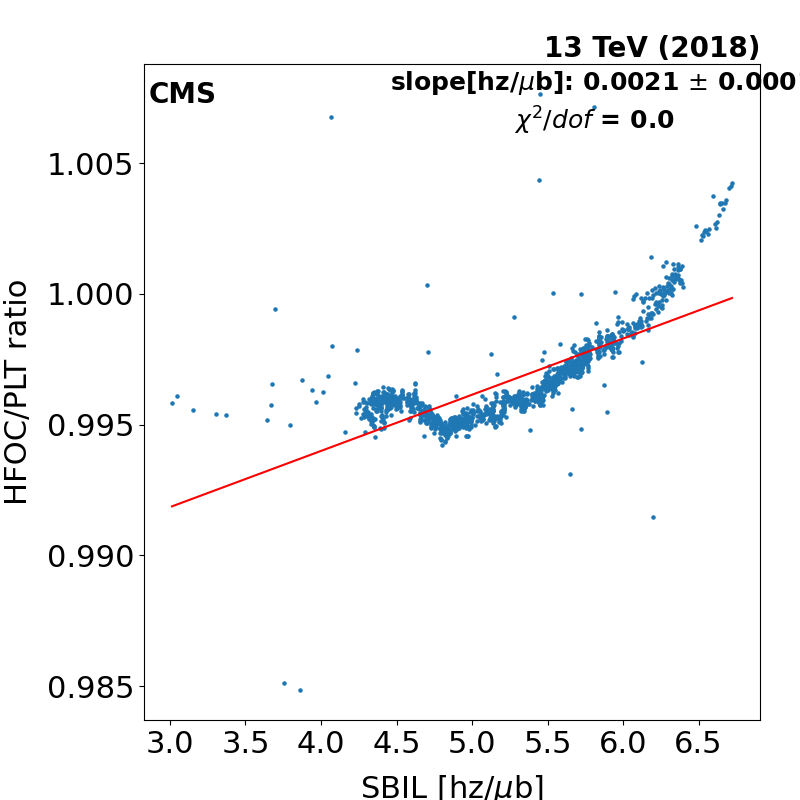 13 TeV (2018)
CMS
slope[hz/μb]: 0.0021 ± 0.000
χ²/dof = 0.0
HFOC/PLT ratio
1.005
1.000
0.995
0.990
0.985
3.0 3.5 4.0 4.5 5.0 5.5 6.0 6.5
SBIL [hz/μb]